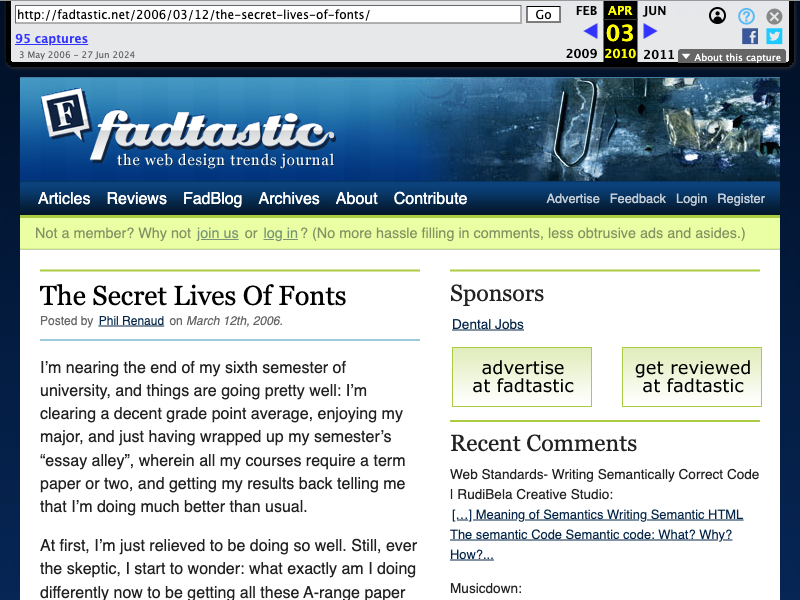 http://fadtastic.net/2006/03/12/the-secret-lives-of-fonts/
Go
FEB APR JUN
95 captures
03
3 May 2006 – 27 Jun 2024
2009 2010 2011
About this capture
F
fadtastic.
the web design trends journal
Articles Reviews FadBlog Archives About Contribute
Advertise Feedback Login Register
Not a member? Why not join us or log in? (No more hassle filling in comments, less obtrusive ads and asides.)
The Secret Lives Of Fonts
Posted by Phil Renaud on March 12th, 2006.
I’m nearing the end of my sixth semester of
university, and things are going pretty well: I’m
clearing a decent grade point average, enjoying my
major, and just having wrapped up my semester’s
“essay alley”, wherein all my courses require a term
paper or two, and getting my results back telling me
that I’m doing much better than usual.
At first, I’m just relieved to be doing so well. Still, ever
the skeptic, I start to wonder: what exactly am I doing
differently now to be getting all these A-range paper
Sponsors
Dental Jobs
advertise
at fadtastic
get reviewed
at fadtastic
Recent Comments
Web Standards- Writing Semantically Correct Code
| RudiBela Creative Studio:
[...] Meaning of Semantics Writing Semantic HTML
The semantic Code Semantic code: What? Why?
How?...
Musicdown: